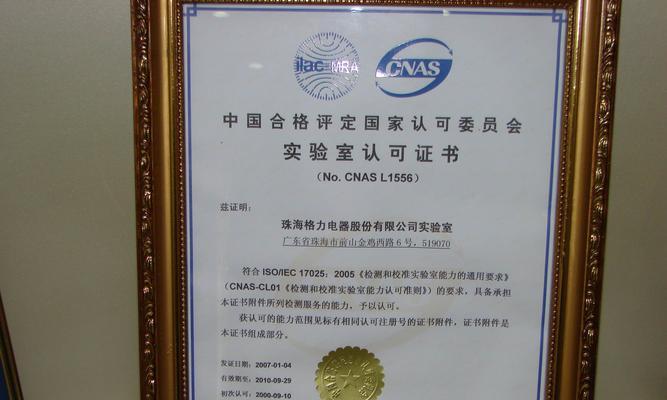 ilac-MRA
CNAS
中国合格评定国家认可委员会
实验室认可证书
（No. CNAS L1556）
兹证明：
珠海格力电器股份有限公司实验室
广东省珠海市前山金鸡西路6号，519070
符合 ISO/IEC 17025：2005《检测和校准实验室能力的通用要求》
（CNAS-CL01《检测和校准实验室能力认可准则》）的要求，具备承担
本证书附件所列检测服务的能力，予以认可。
获认可的能力范围见标有相同认可注册号的证书附件，证书附件是
本证书组成部分。
发证日期：2007-01-04
有效期至：2010-09-29
初次认可：2000-09-10